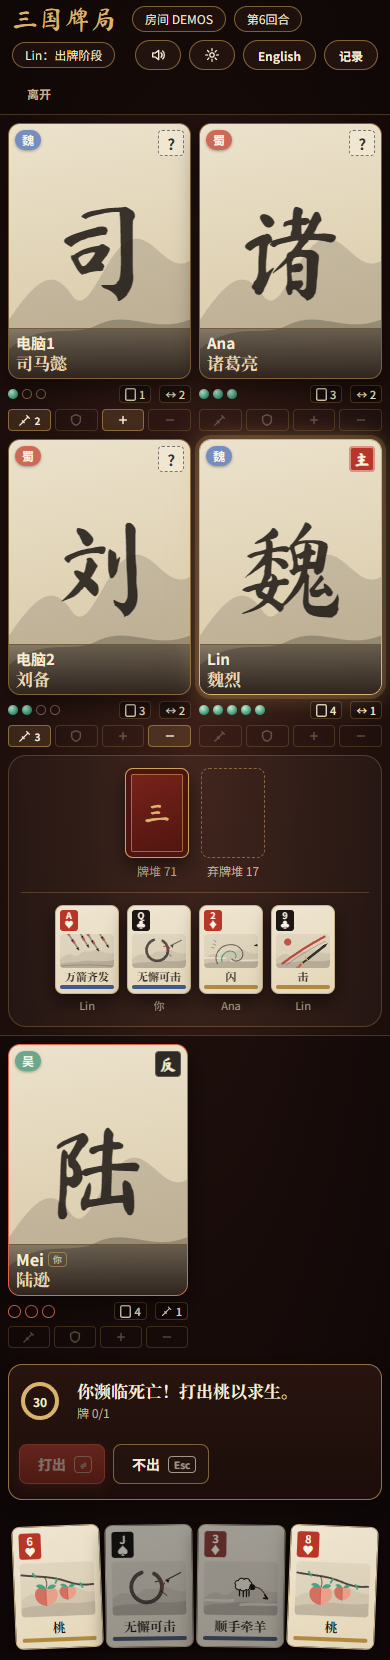 三国牌局
房间 DEMOS
第6回合
Lin：出牌阶段
English
记录
离开
魏
?
司
电脑1
司马懿
1
↔ 2
2
+
−
蜀
?
诸
Ana
诸葛亮
3
↔ 2
+
−
蜀
?
刘
电脑2
刘备
3
↔ 2
3
+
−
魏
主
魏
Lin
魏烈
4
↔ 1
+
−
三
牌堆 71
弃牌堆 17
A♥
万箭齐发
Lin
Q♣
无懈可击
你
2♦
闪
Ana
9♣
击
Lin
吴
反
陆
Mei 你
陆逊
4
1
+
−
30
你濒临死亡！打出桃以求生。
牌 0/1
打出 ⏎
不出 Esc
6♥
桃
J♠
无懈可击
3♦
顺手牵羊
8♥
桃